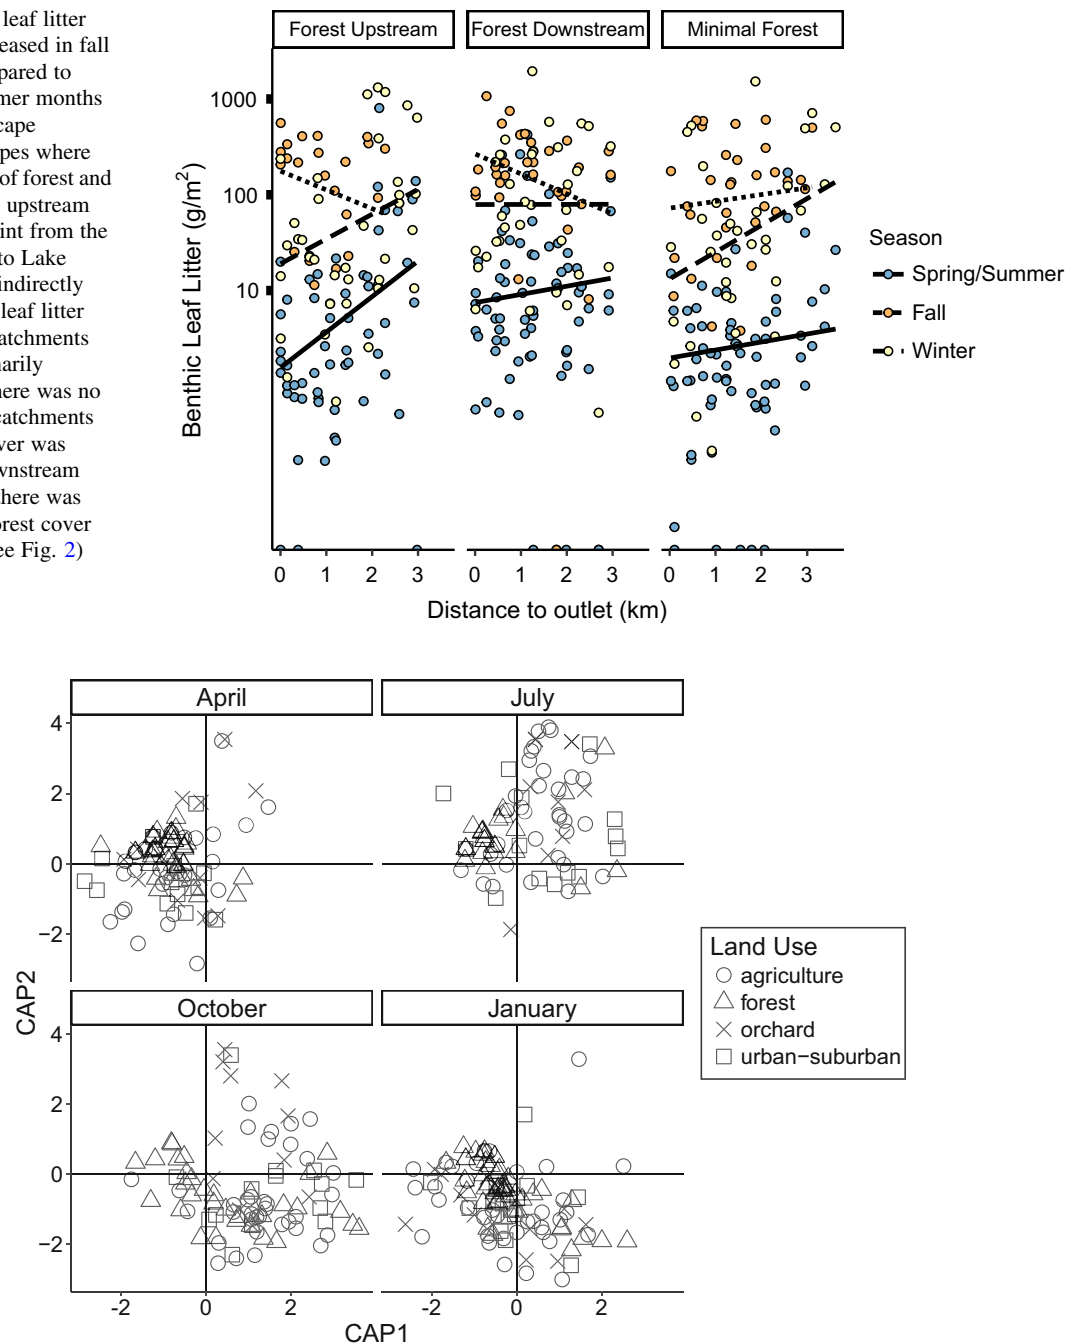 leaf litter
eased in fall
pared to
mer months
cape
pes where
of forest and
upstream
int from the
to Lake
indirectly
leaf litter
atchments
narily
here was no
catchments
ver was
wnstream
there was
orest cover
ee Fig. 2)
Forest Upstream
Forest Downstream
Minimal Forest
1000
100
10
Benthic Leaf Litter (g/m²)
0 1 2 3
0 1 2 3
0 1 2 3
Distance to outlet (km)
Season
Spring/Summer
Fall
Winter
April
July
4
2
0
−2
October
January
4
2
0
−2
CAP2
-2 0 2
-2 0 2
CAP1
Land Use
agriculture
forest
orchard
urban−suburban